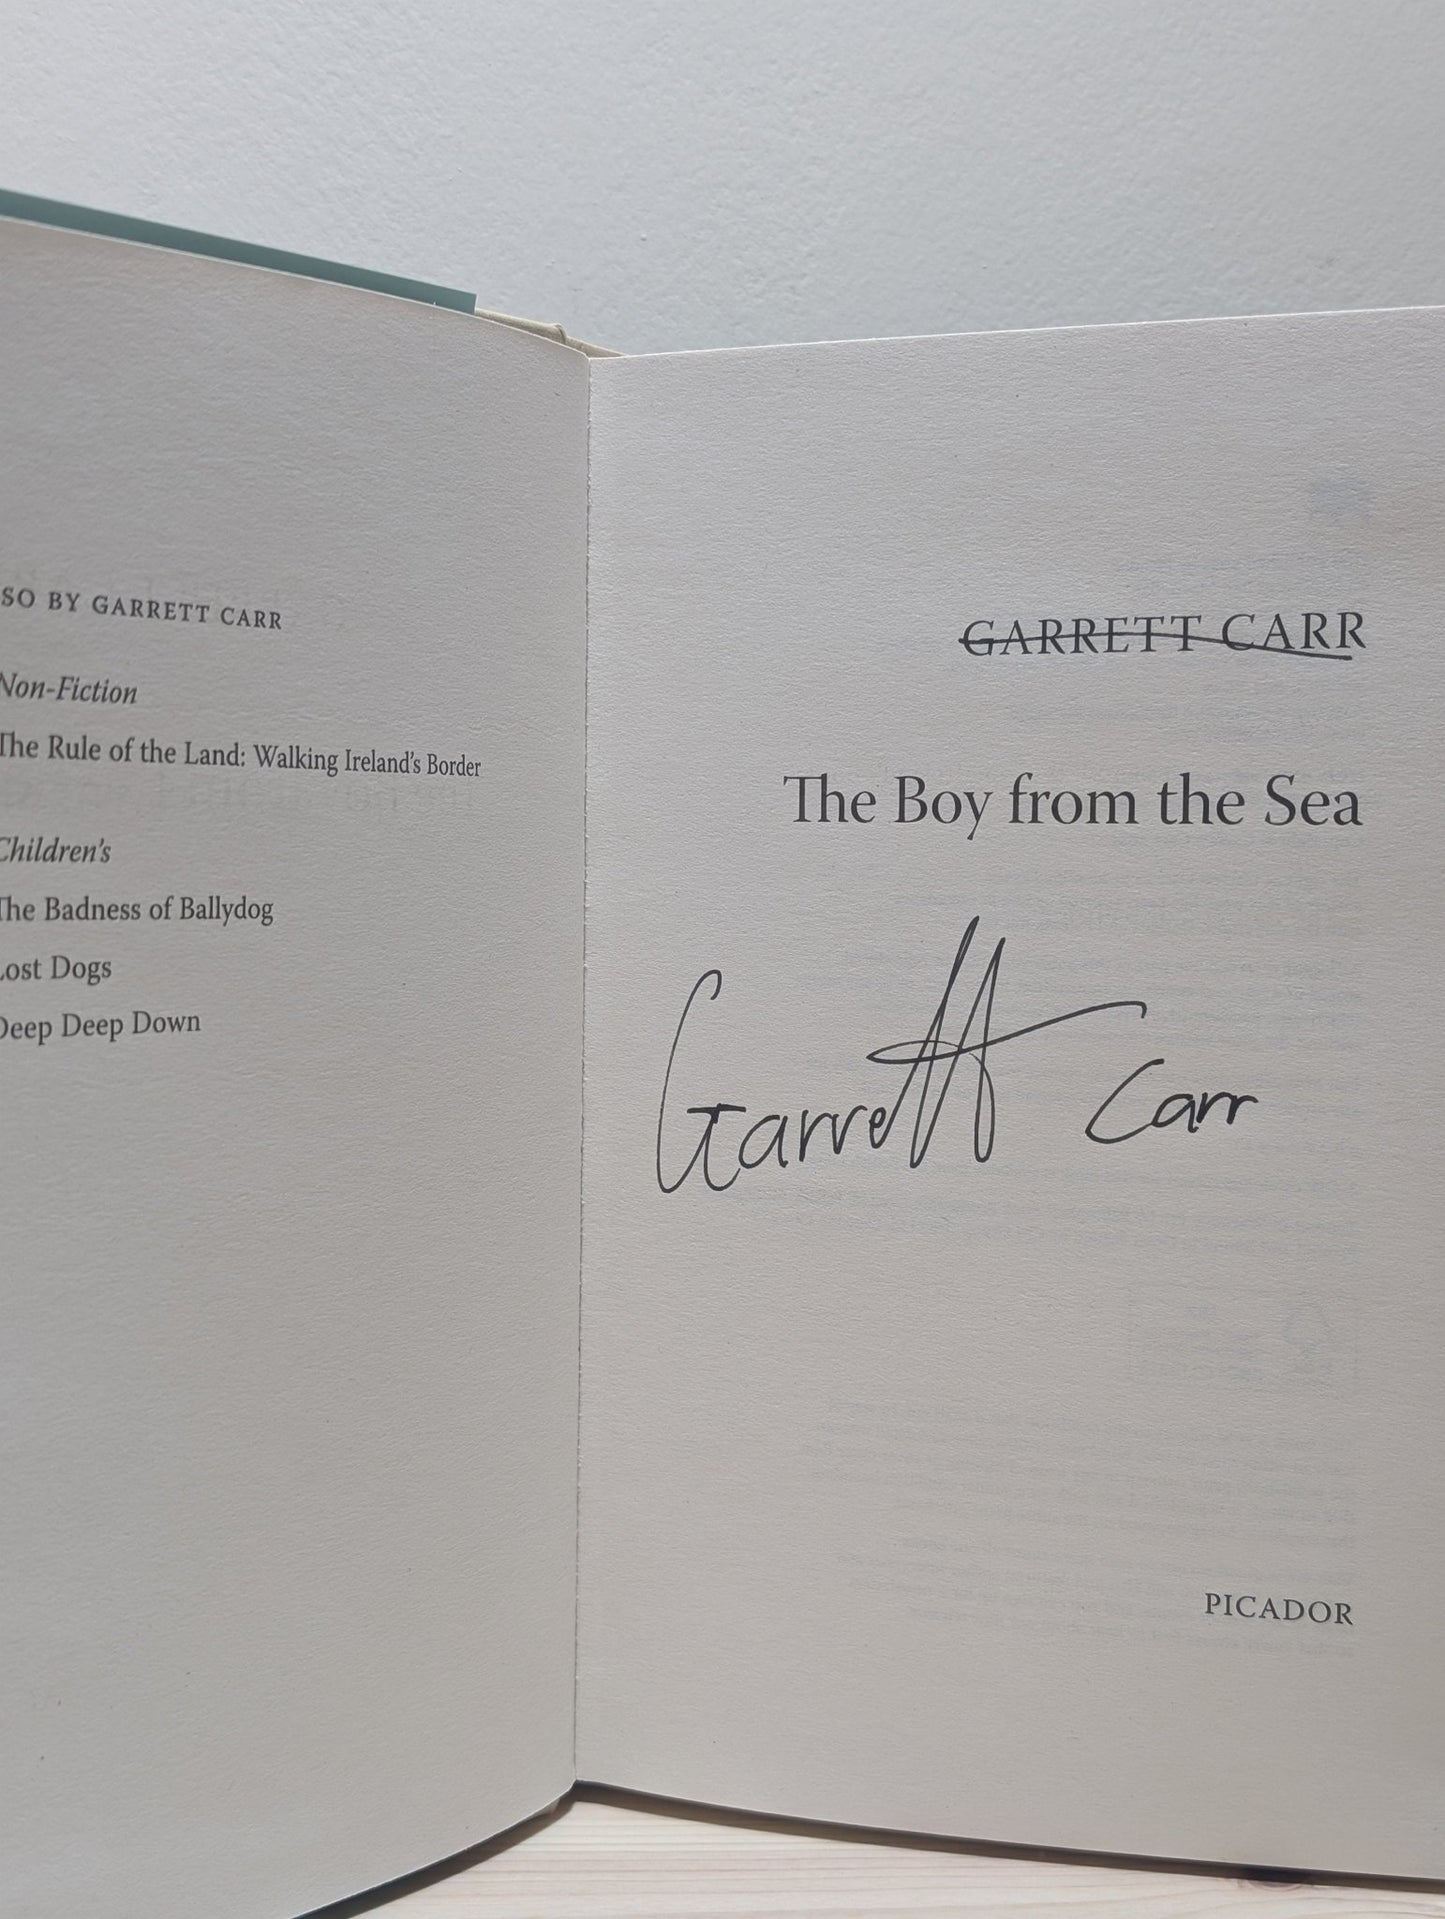 SO BY GARRETT CARR
Non-Fiction
The Rule of the Land: Walking Ireland's Border
Children's
The Badness of Ballydog
Lost Dogs
Deep Deep Down
GARRETT CARR
The Boy from the Sea
Garrett Carr
PICADOR